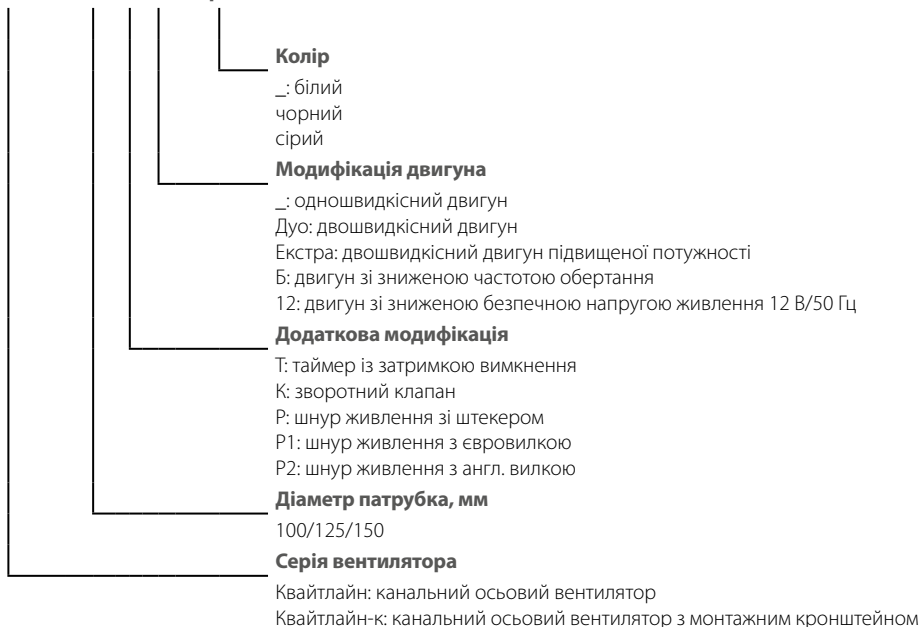 Колір
_: білий
чорний
сірий
Модифікація двигуна
_: одношвидкісний двигун
Дуо: двошвидкісний двигун
Екстра: двошвидкісний двигун підвищеної потужності
Б: двигун зі зниженою частотою обертання
12: двигун зі зниженою безпечною напругою живлення 12 В/50 Гц
Додаткова модифікація
Т: таймер із затримкою вимкнення
К: зворотний клапан
Р: шнур живлення зі штекером
Р1: шнур живлення з євровилкою
Р2: шнур живлення з англ. вилкою
Діаметр патрубка, мм
100/125/150
Серія вентилятора
Квайтлайн: канальний осьовий вентилятор
Квайтлайн-к: канальний осьовий вентилятор з монтажним кронштейном